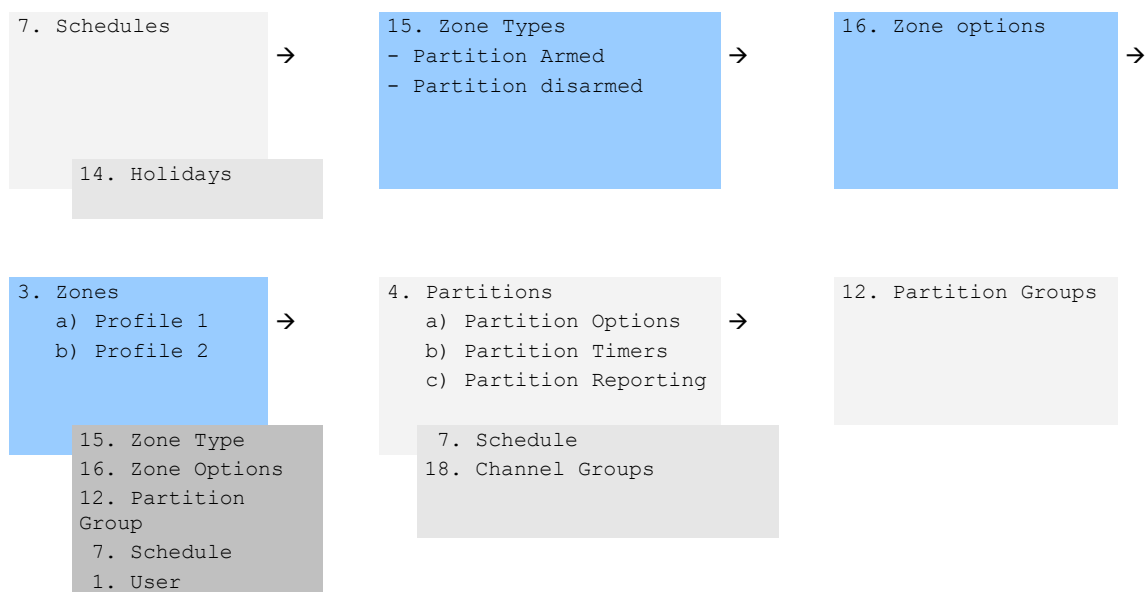 7. Schedules
→
14. Holidays
15. Zone Types
- Partition Armed
- Partition disarmed
→
16. Zone options
→
3. Zones
a) Profile 1
b) Profile 2
→
15. Zone Type
16. Zone Options
12. Partition
Group
7. Schedule
1. User
4. Partitions
a) Partition Options
b) Partition Timers
c) Partition Reporting
→
7. Schedule
18. Channel Groups
12. Partition Groups